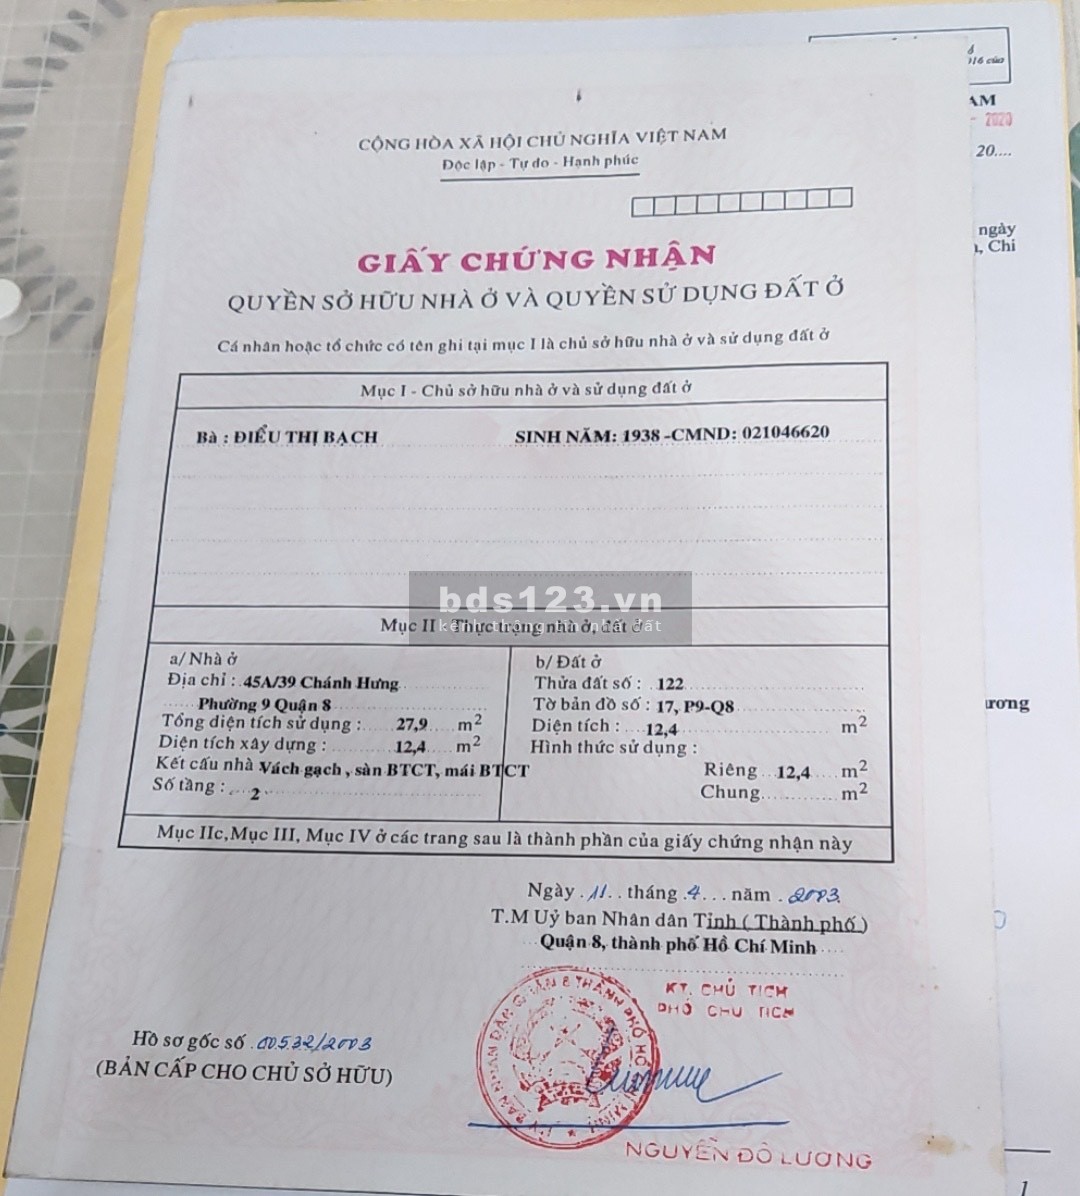 016 của
AM
- 2020
20....
ngày
, Chi
CỘNG HÒA XÃ HỘI CHỦ NGHĨA VIỆT NAM
Độc lập - Tự do - Hạnh phúc
GIẤY CHỨNG NHẬN
QUYỀN SỞ HỮU NHÀ Ở VÀ QUYỀN SỬ DỤNG ĐẤT Ở
Cá nhân hoặc tổ chức có tên ghi tại mục I là chủ sở hữu nhà ở và sử dụng đất ở
Mục I - Chủ sở hữu nhà ở và sử dụng đất ở
Bà : ĐIỂU THỊ BẠCH SINH NĂM: 1938 -CMND: 021046620
bds123.vn
Mục II - Thực trạng nhà ở, đất ở
a/ Nhà ở
Địa chỉ : 45A/39 Chánh Hưng
Phường 9 Quận 8
Tổng diện tích sử dụng : 27,9 m2
Diện tích xây dựng : 12,4 m2
Kết cấu nhà Vách gạch , sàn BTCT, mái BTCT
Số tầng : 2
b/ Đất ở
Thửa đất số : 122
Tờ bản đồ số : 17, P9-Q8
Diện tích : 12,4 m2
Hình thức sử dụng :
Riêng 12,4 m2
Chung m2
ương
Mục IIc, Mục III, Mục IV ở các trang sau là thành phần của giấy chứng nhận này
Ngày 11 tháng 4 năm 2003
T.M Uỷ ban Nhân dân Tỉnh ( Thành phố )
Quận 8, thành phố Hồ Chí Minh
KT. CHỦ TỊCH
PHÓ CHỦ TỊCH
Hồ sơ gốc số 00532/2003
(BẢN CẤP CHO CHỦ SỞ HỮU)
NGUYỄN ĐÔ LƯƠNG
1